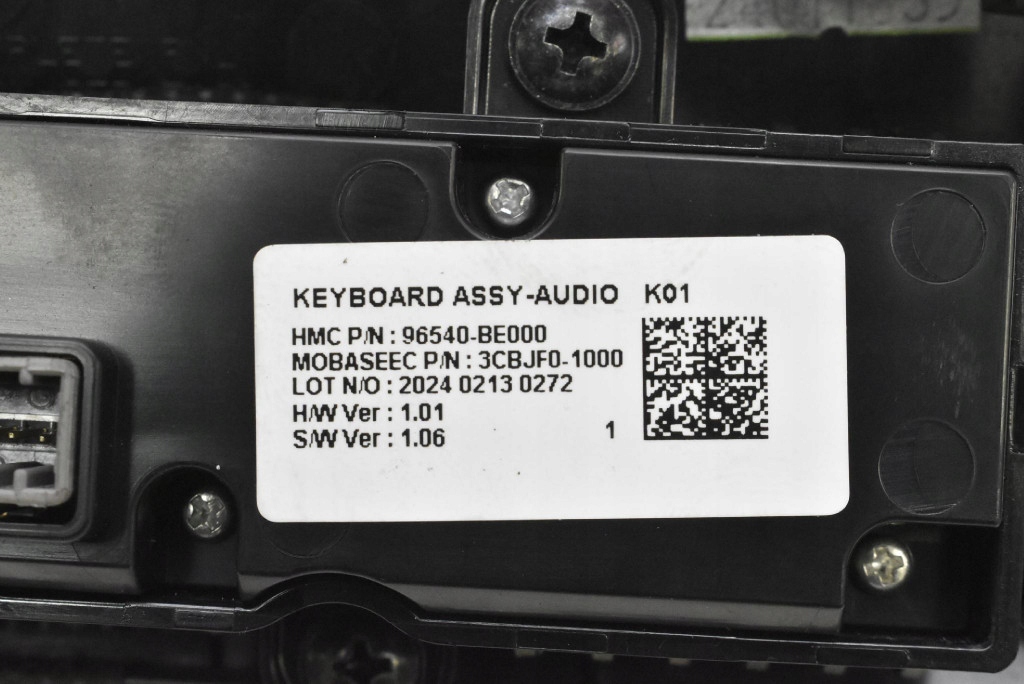 KEYBOARD ASSY-AUDIO K01
HMC P/N : 96540-BE000
MOBASEEC P/N : 3CBJF0-1000
LOT N/O : 2024 0213 0272
H/W Ver : 1.01
S/W Ver : 1.06 1